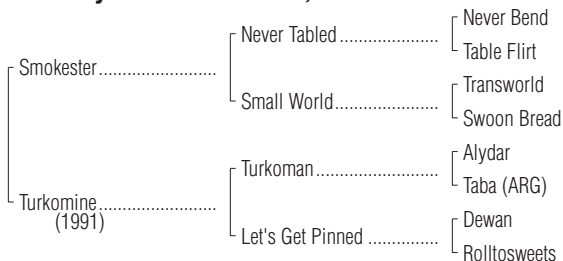 Never Bend
Never Tabled
Table Flirt
Smokester
Transworld
Small World
Swoon Bread
Alydar
Turkoman
Taba (ARG)
Turkomine
(1991)
Dewan
Let's Get Pinned
Rolltosweets